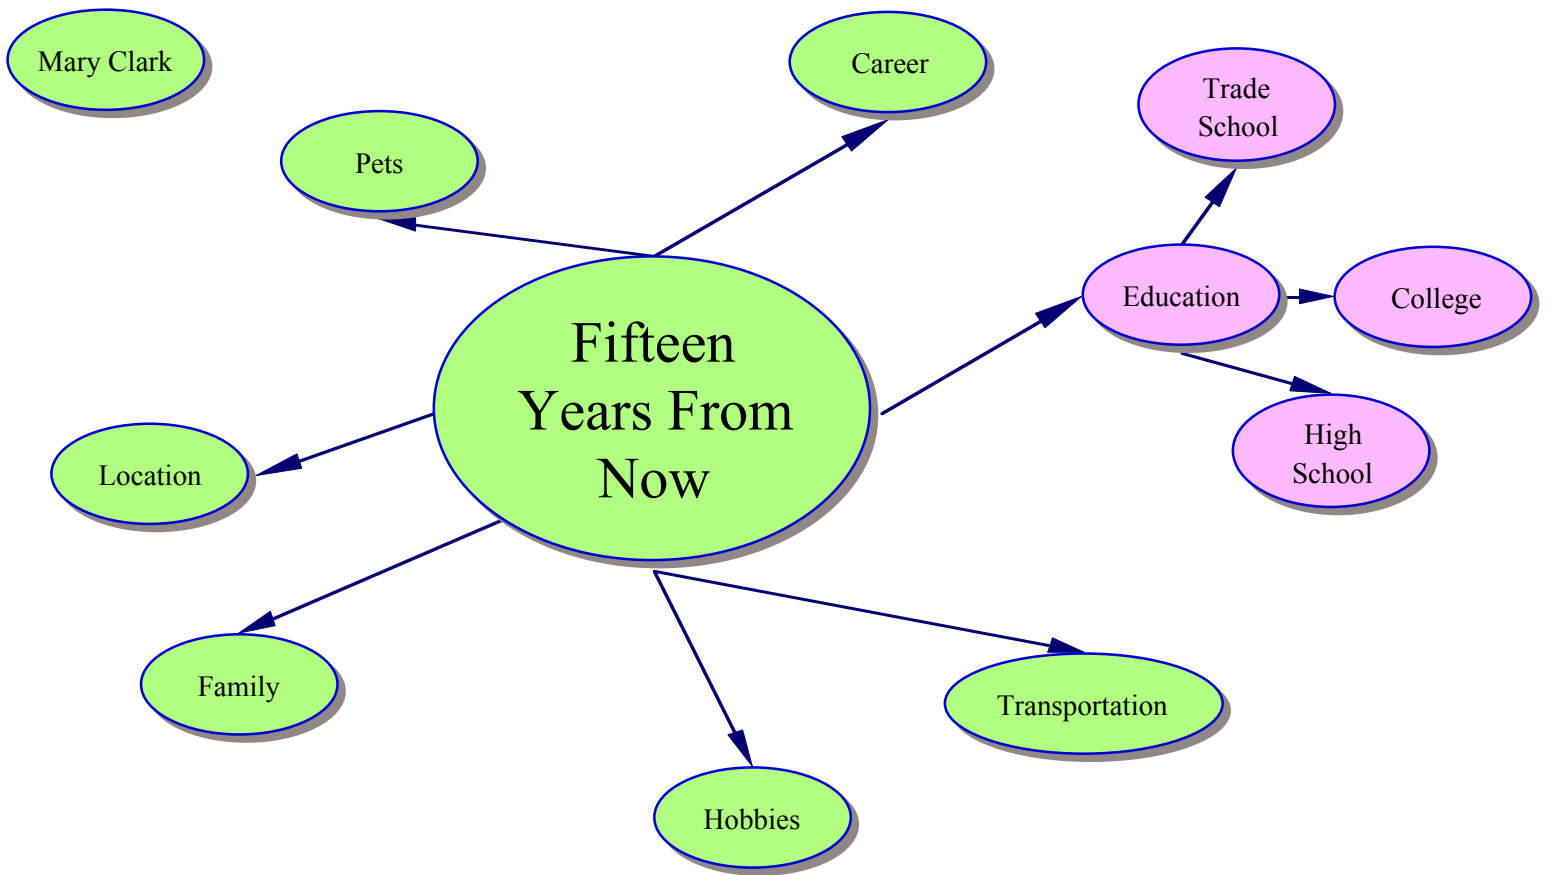 Mary Clark
Career
Pets
Trade
School
Education
College
Fifteen
Years From
Now
High
School
Location
Family
Transportation
Hobbies